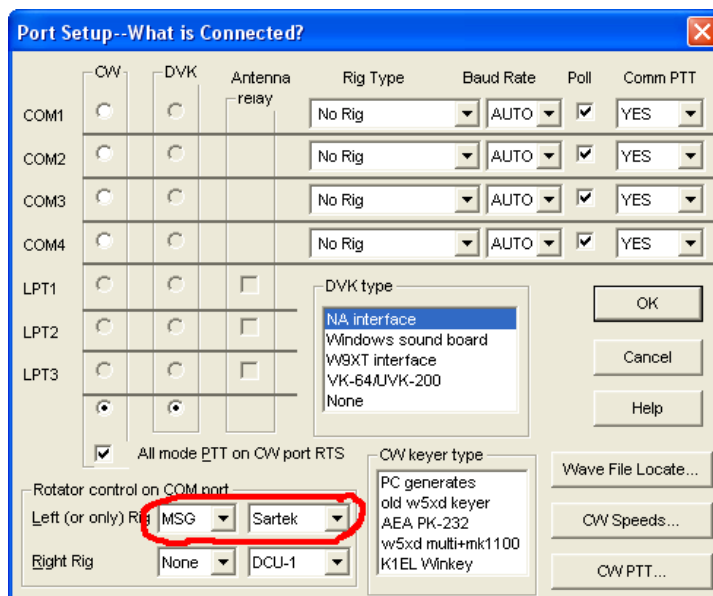 Port Setup--What is Connected?
CW DVK Antenna relay Rig Type Baud Rate Poll Comm PTT
COM1 No Rig AUTO YES
COM2 No Rig AUTO YES
COM3 No Rig AUTO YES
COM4 No Rig AUTO YES
LPT1
LPT2
LPT3
DVK type
NA interface
Windows sound board
W9XT interface
VK-64/UVK-200
None
OK
Cancel
Help
All mode PTT on CW port RTS
Rotator control on COM port
Left (or only) Rig MSG Sartek
Right Rig None DCU-1
CW keyer type
PC generates
old w5xd keyer
AEA PK-232
w5xd multi+mk1100
K1EL Winkey
Wave File Locate...
CW Speeds...
CW PTT...